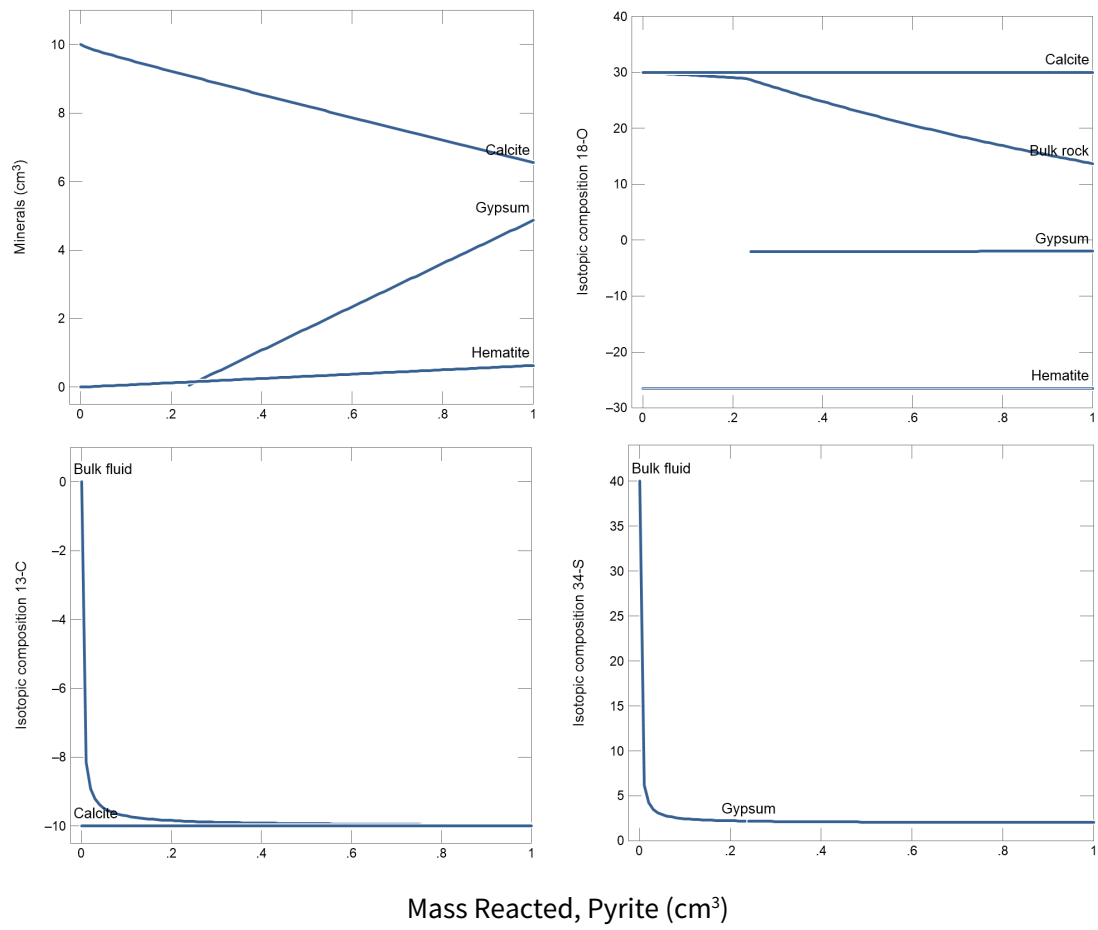 Minerals (cm³)
10
8
6
4
2
0
Calcite
Gypsum
Hematite
0 .2 .4 .6 .8 1
Isotopic composition 18-O
40
30
20
10
0
–10
–20
–30
Calcite
Bulk rock
Gypsum
Hematite
0 .2 .4 .6 .8 1
Isotopic composition 13-C
0
–2
–4
–6
–8
–10
Bulk fluid
Calcite
0 .2 .4 .6 .8 1
Isotopic composition 34-S
40
35
30
25
20
15
10
5
0
Bulk fluid
Gypsum
0 .2 .4 .6 .8 1
Mass Reacted, Pyrite (cm³)